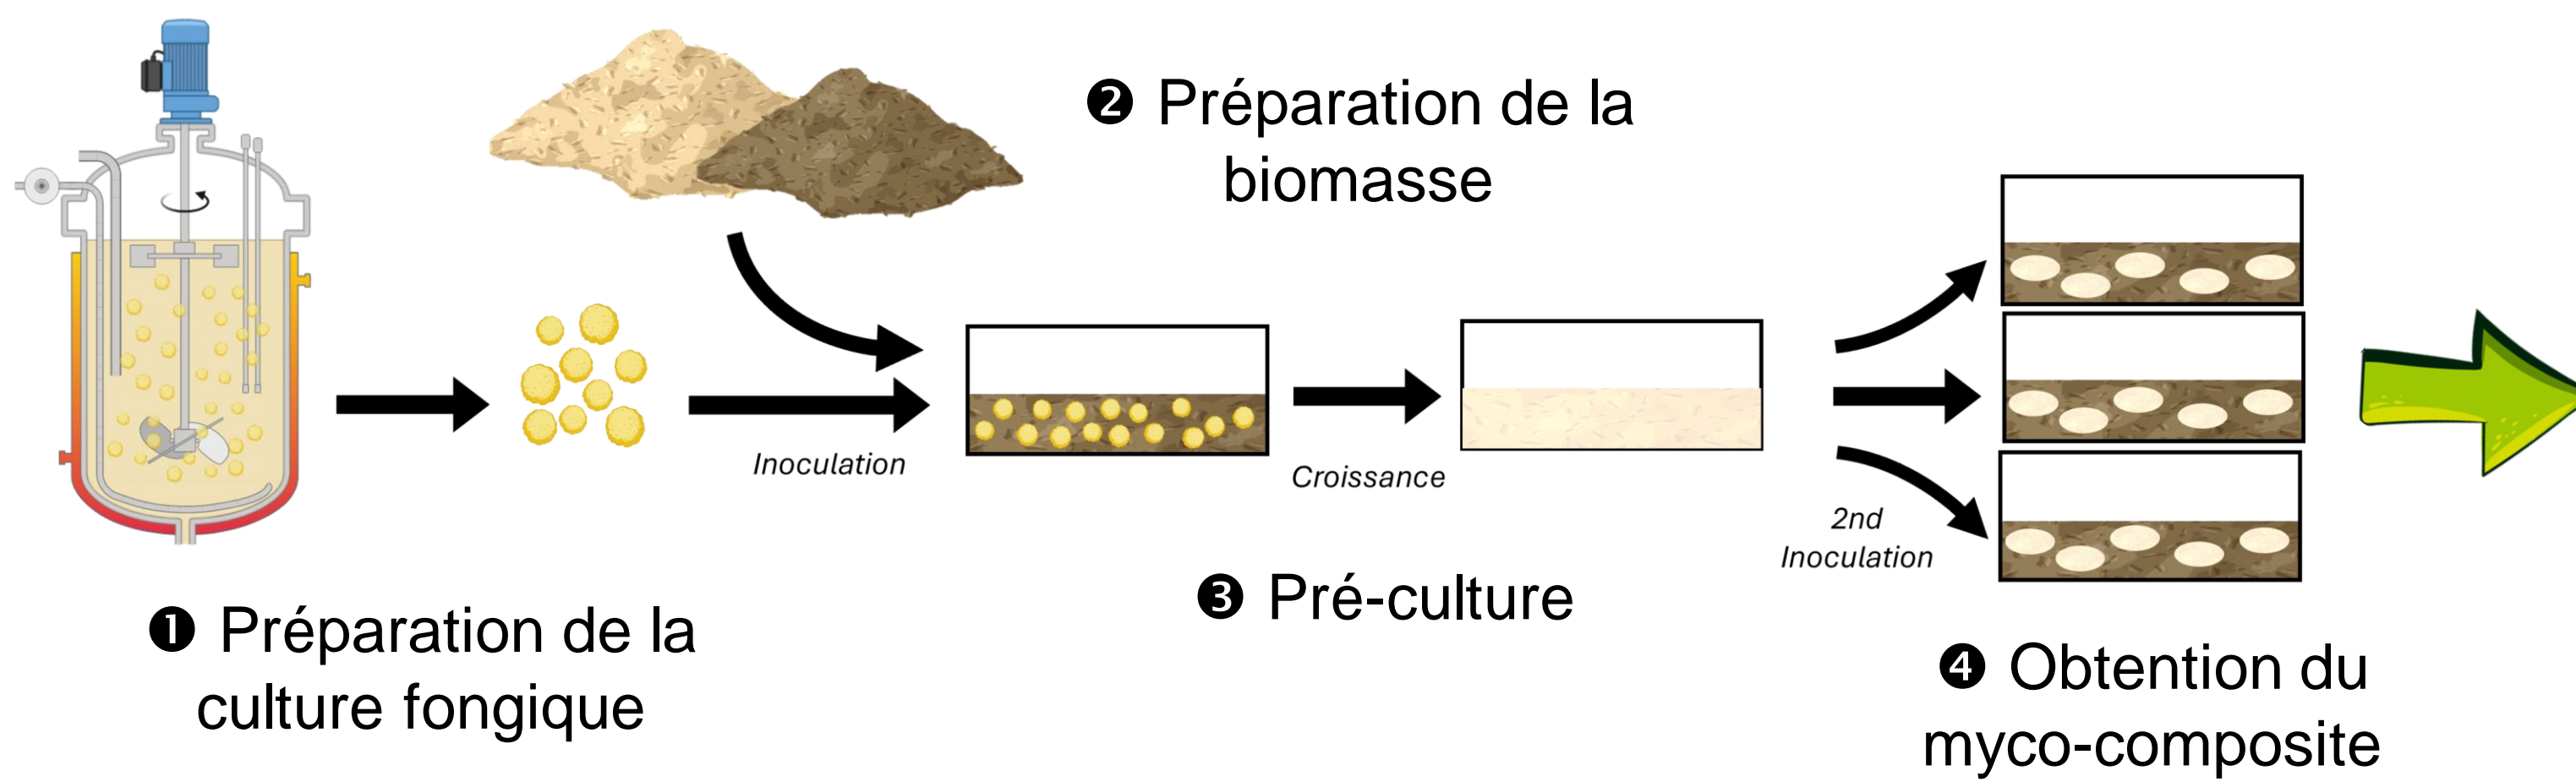 ❷ Préparation de la
biomasse
Inoculation
Croissance
2nd
Inoculation
❶ Préparation de la
culture fongique
❸ Pré-culture
❹ Obtention du
myco-composite